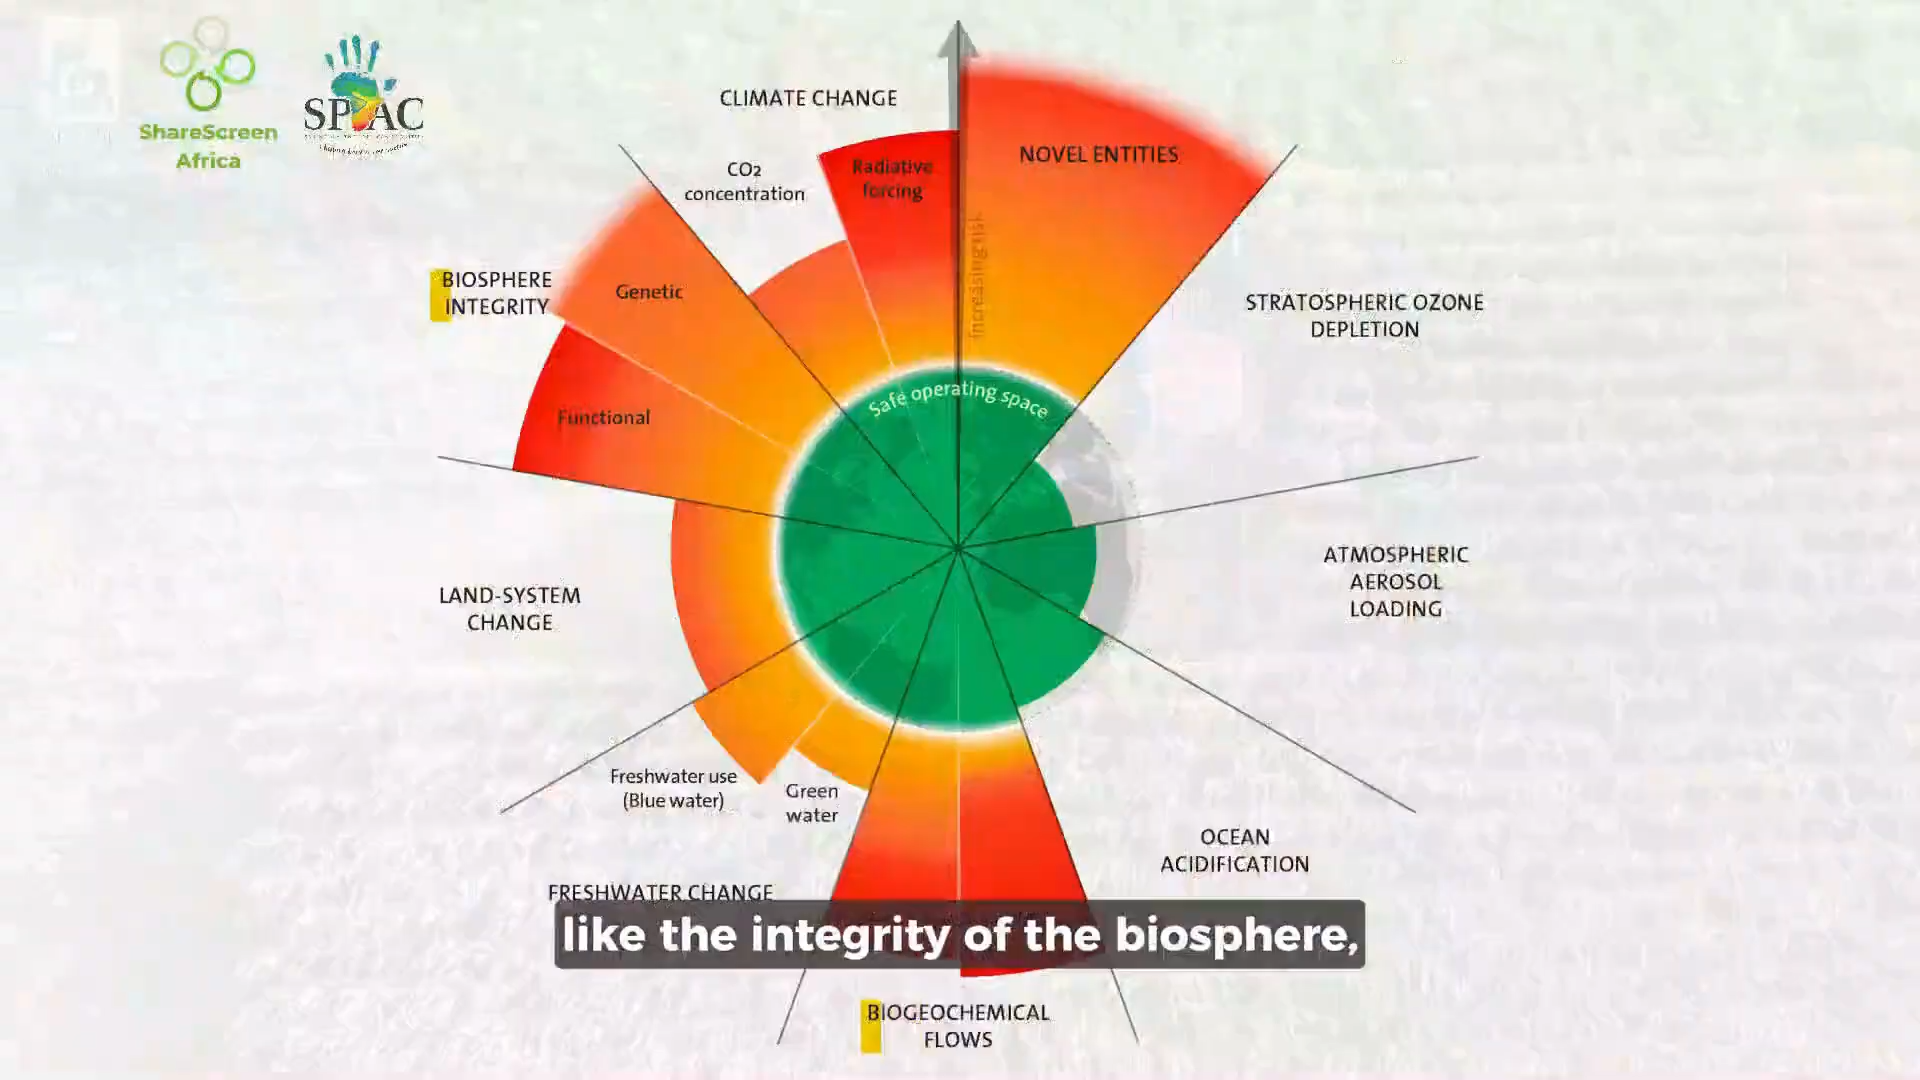 ShareScreen
Africa
SPAC
CLIMATE CHANGE
CO2
concentration
Radiative
forcing
NOVEL ENTITIES
Increasing risk
BIOSPHERE
INTEGRITY
Genetic
Functional
STRATOSPHERIC OZONE
DEPLETION
Safe operating space
ATMOSPHERIC
AEROSOL
LOADING
LAND-SYSTEM
CHANGE
Freshwater use
(Blue water)
Green
water
OCEAN
ACIDIFICATION
FRESHWATER CHANGE
like the integrity of the biosphere,
BIOGEOCHEMICAL
FLOWS